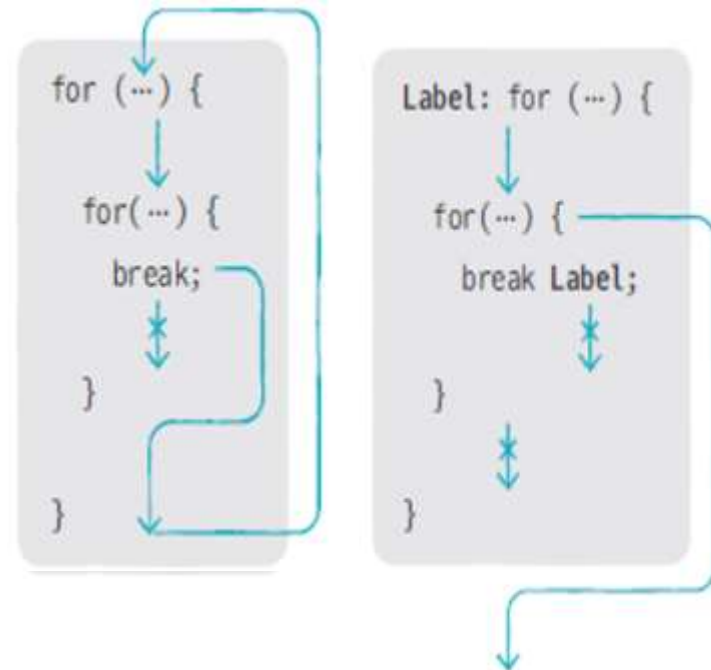 for (⋯) {
for(⋯) {
break;
}
}
Label: for (⋯) {
for(⋯) {
break Label;
}
}